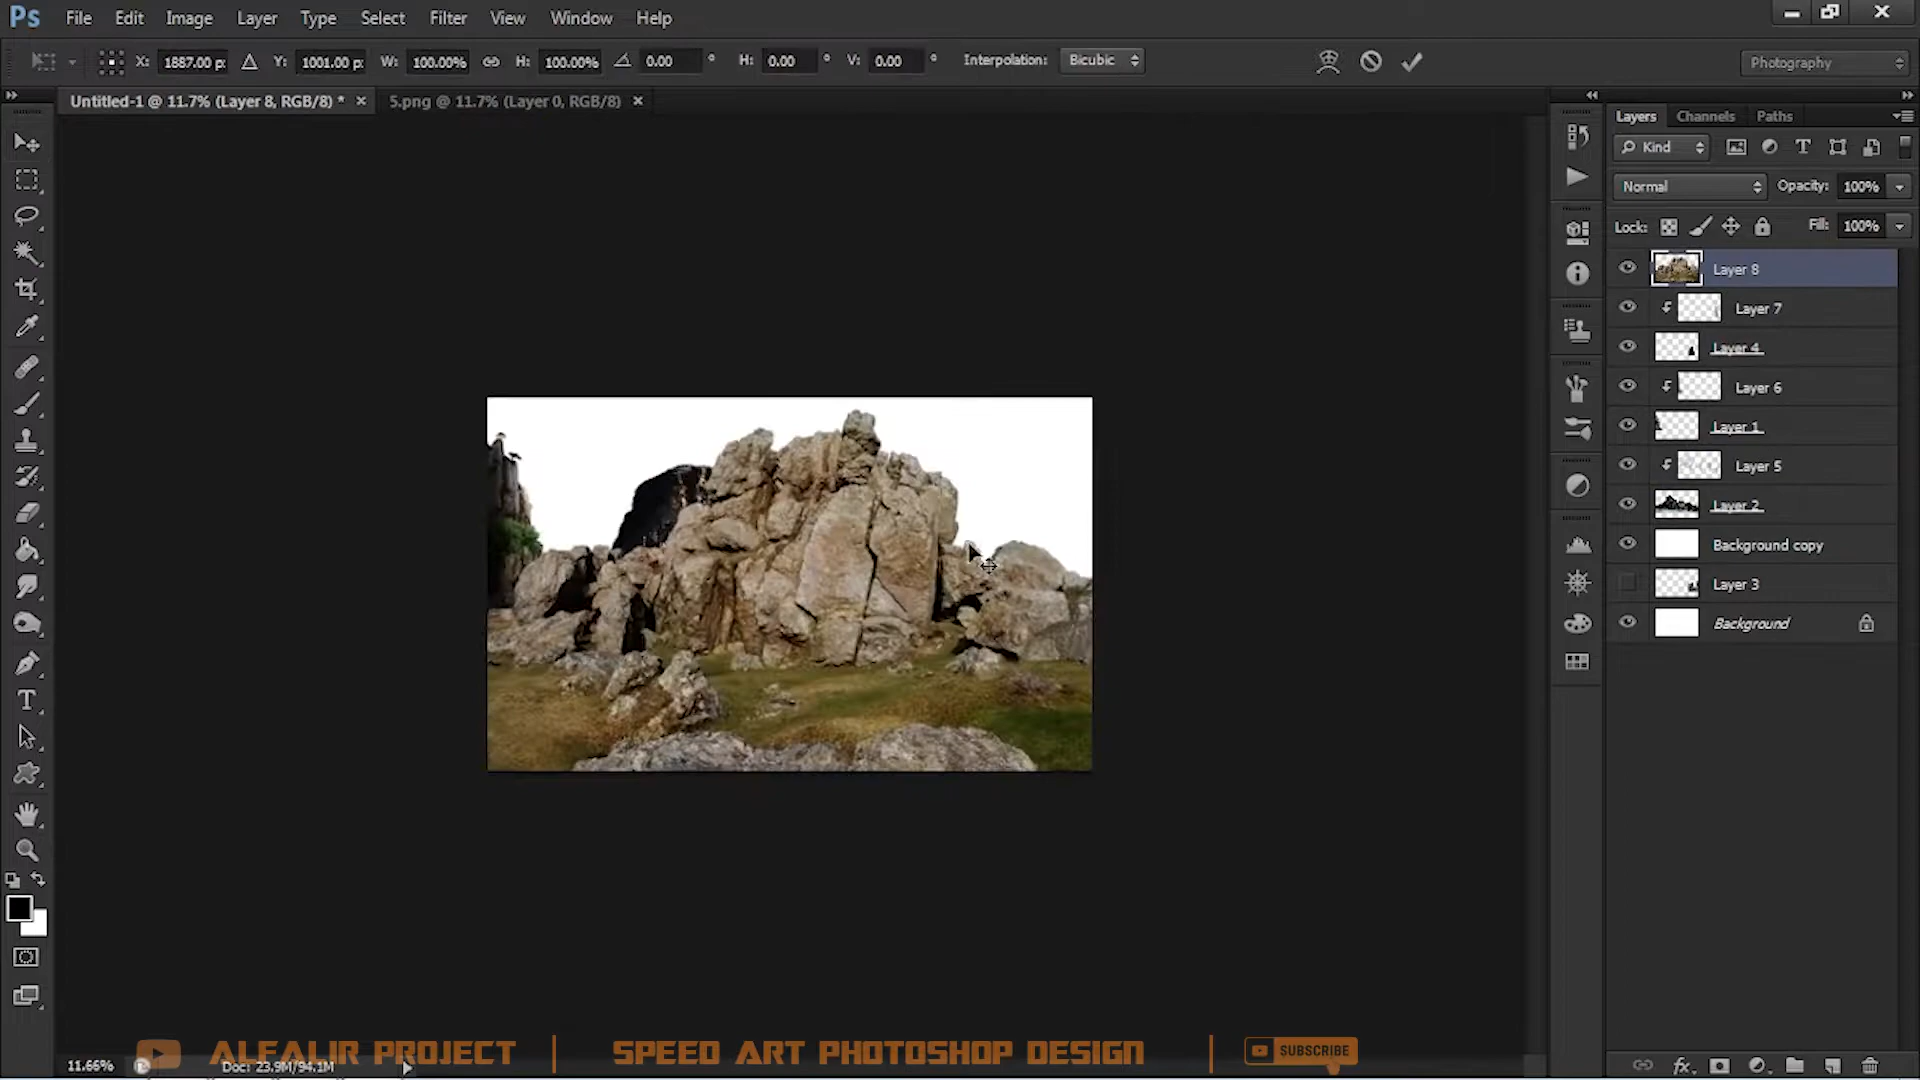 Ps File Edit Image Layer Type Select Filter View Window Help
X: 1887.00 p: Y: 1001.00 p: W: 100.00% H: 100.00% 0.00 ° H: 0.00 ° V: 0.00 ° Interpolation: Bicubic Photography
Untitled-1 @ 11.7% (Layer 8, RGB/8) * × 5.png @ 11.7% (Layer 0, RGB/8) ×
Layers Channels Paths
Kind
Normal Opacity: 100%
Lock: Fill: 100%
Layer 8
Layer 7
Layer 4
Layer 6
Layer 1
Layer 5
Layer 2
Background copy
Layer 3
Background
ALFALIR PROJECT | SPEED ART PHOTOSHOP DESIGN | SUBSCRIBE
11.66% Doc: 23.9M/94.1M